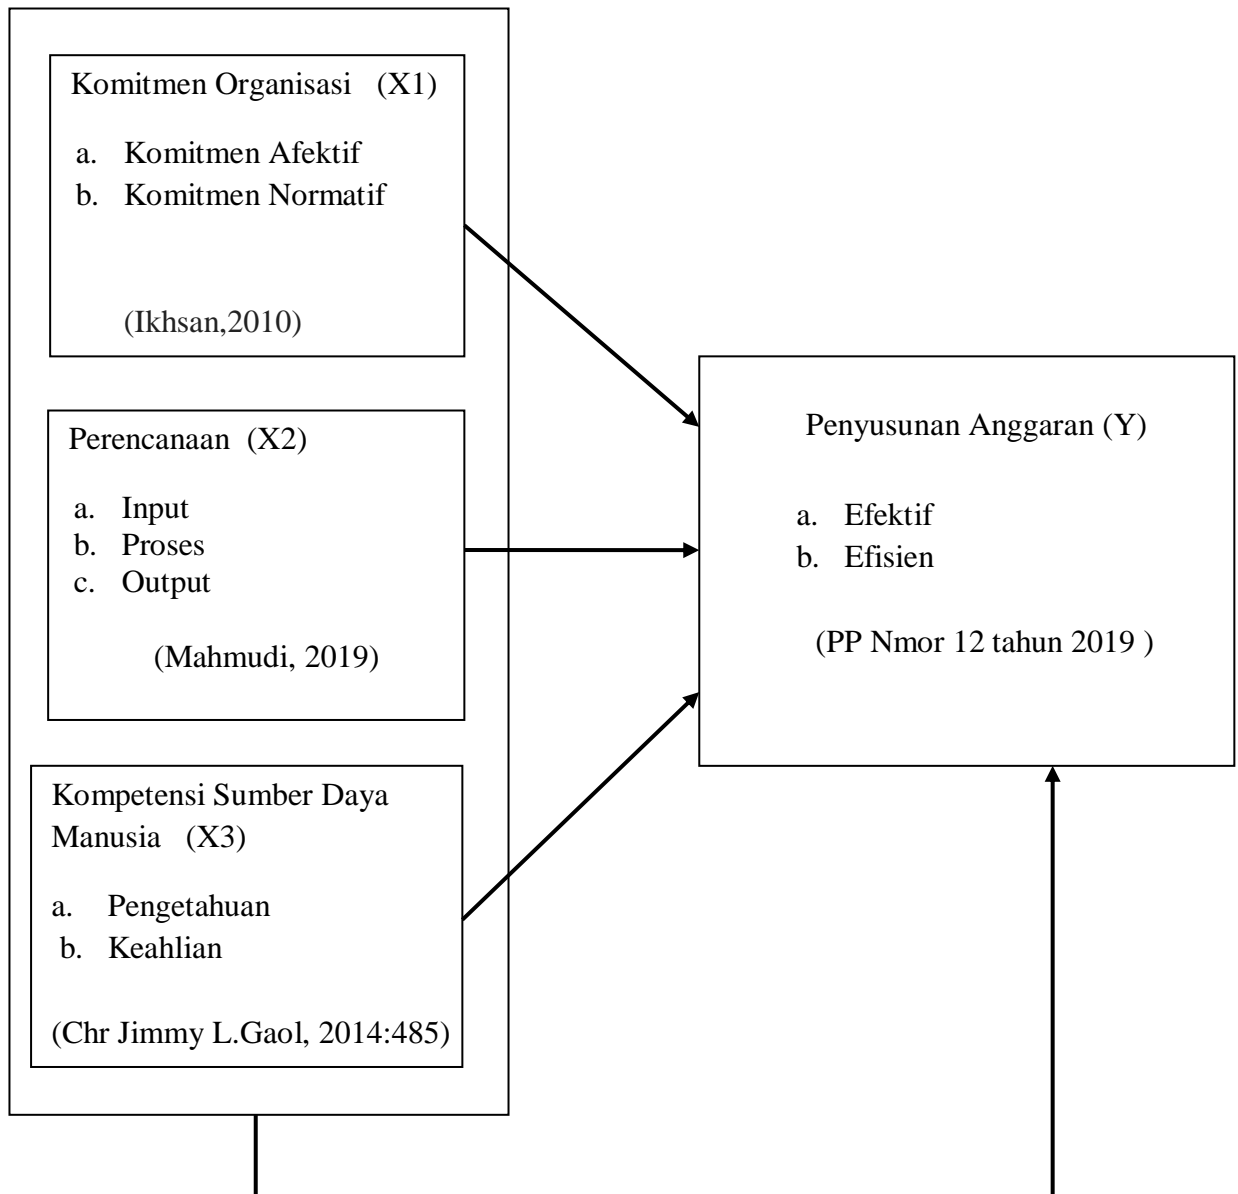 Komitmen Organisasi (X1)
a. Komitmen Afektif
b. Komitmen Normatif
(Ikhsan,2010)
Perencanaan (X2)
a. Input
b. Proses
c. Output
(Mahmudi, 2019)
Kompetensi Sumber Daya
Manusia (X3)
a. Pengetahuan
b. Keahlian
(Chr Jimmy L.Gaol, 2014:485)
Penyusunan Anggaran (Y)
a. Efektif
b. Efisien
(PP Nmor 12 tahun 2019 )